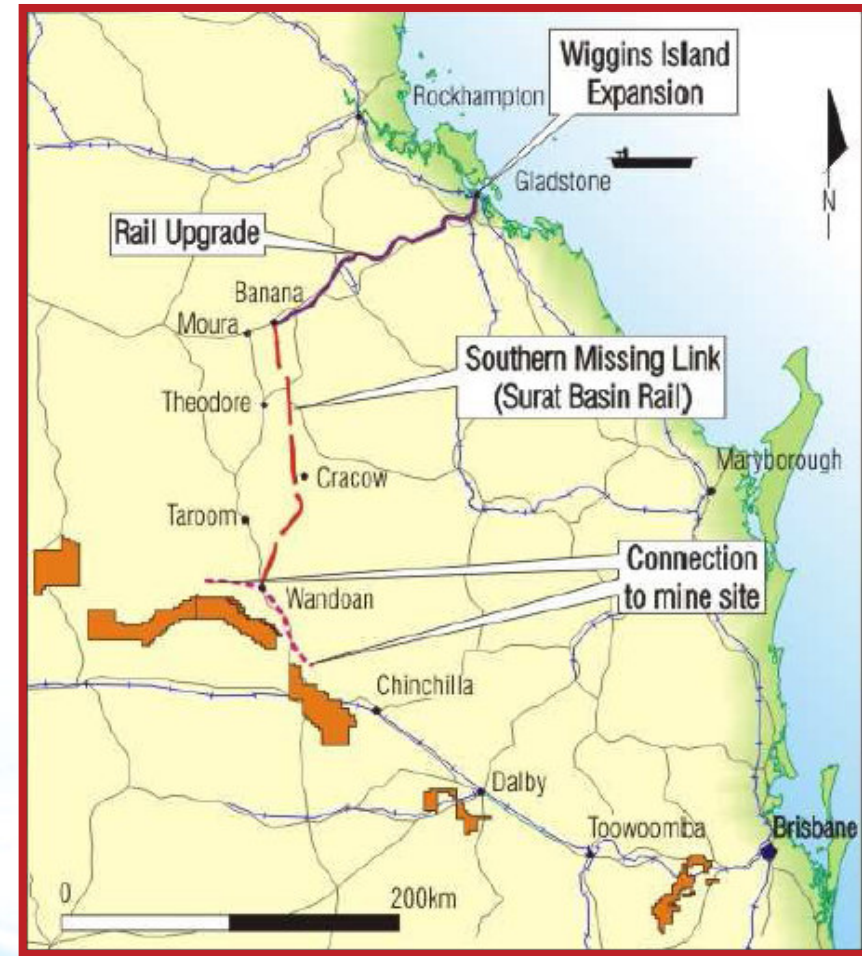 Wiggins Island
Expansion
Rockhampton
Gladstone
N
Rail Upgrade
Banana
Moura
Southern Missing Link
(Surat Basin Rail)
Theodore
Maryborough
Cracow
Taroom
Connection
to mine site
Wandoan
Chinchilla
Dalby
Toowoomba
Brisbane
0
200km